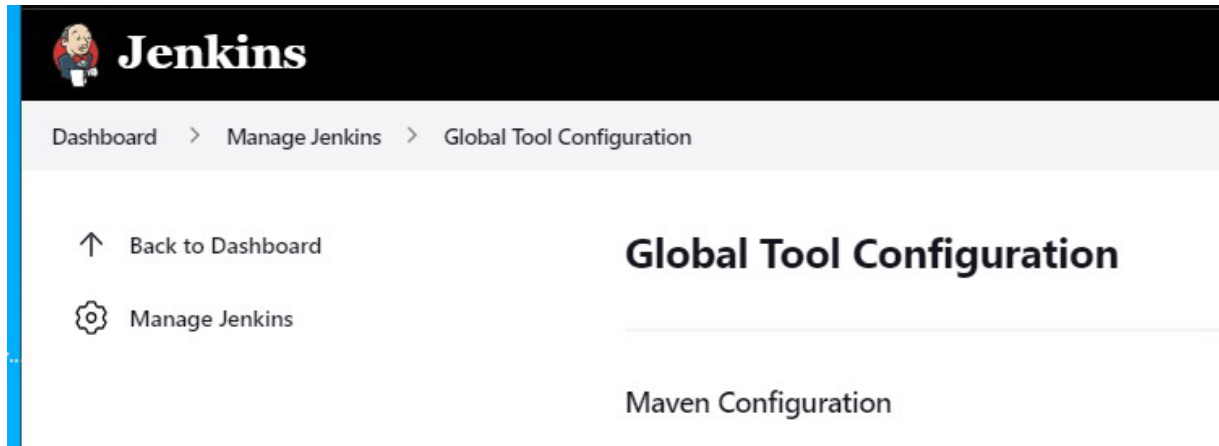 Jenkins
Dashboard > Manage Jenkins > Global Tool Configuration
Back to Dashboard
Manage Jenkins
Global Tool Configuration
Maven Configuration